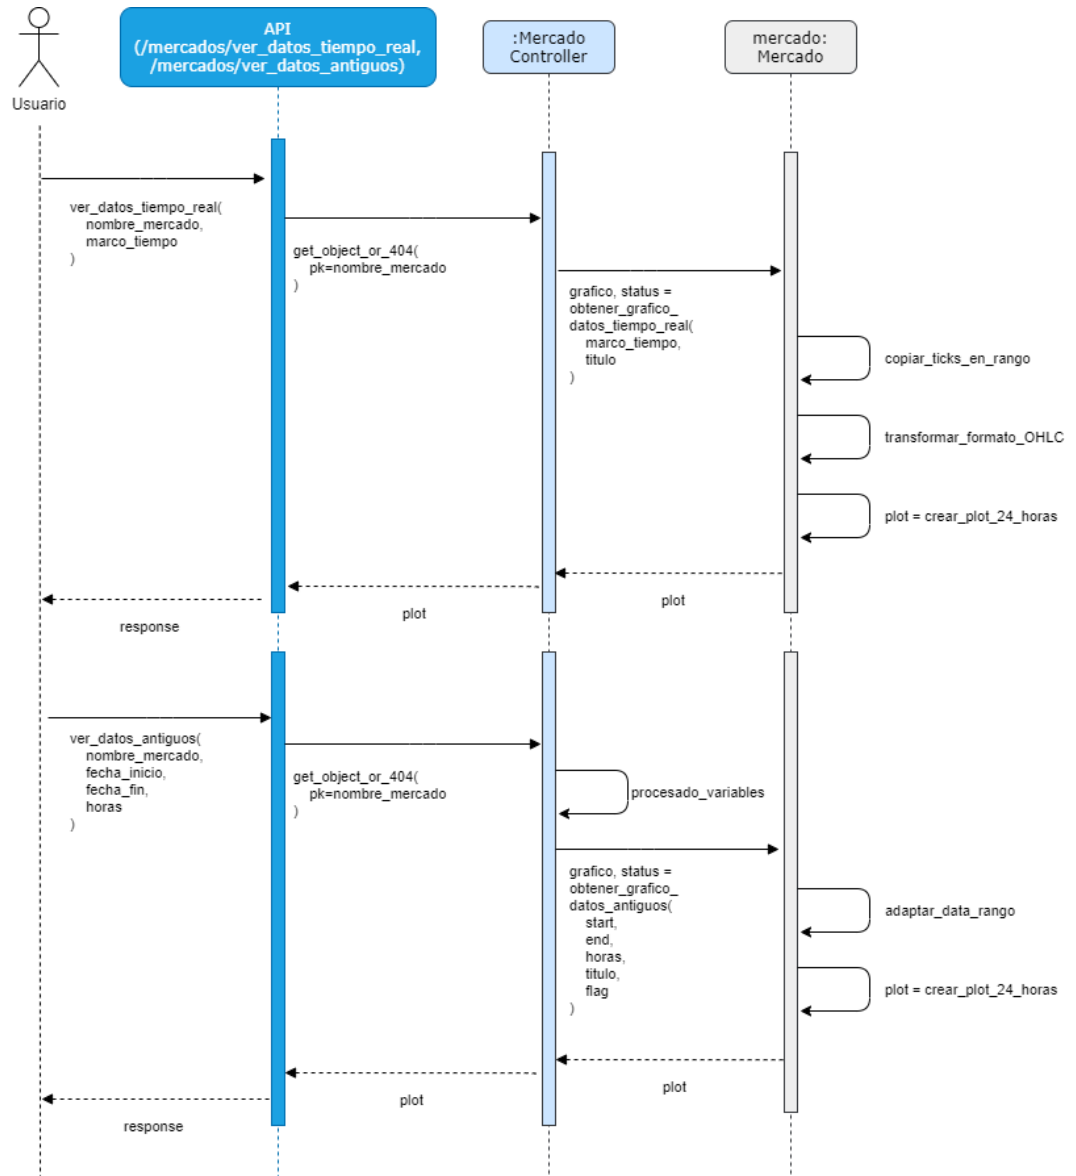 API
(/mercados/ver_datos_tiempo_real,
/mercados/ver_datos_antiguos)
:Mercado
Controller
mercado:
Mercado
Usuario
ver_datos_tiempo_real(
nombre_mercado,
marco_tiempo
)
get_object_or_404(
pk=nombre_mercado
)
grafico, status =
obtener_grafico_
datos_tiempo_real(
marco_tiempo,
titulo
)
copiar_ticks_en_rango
transformar_formato_OHLC
plot = crear_plot_24_horas
plot
plot
response
ver_datos_antiguos(
nombre_mercado,
fecha_inicio,
fecha_fin,
horas
)
get_object_or_404(
pk=nombre_mercado
)
procesado_variables
grafico, status =
obtener_grafico_
datos_antiguos(
start,
end,
horas,
titulo,
flag
)
adaptar_data_rango
plot = crear_plot_24_horas
plot
plot
response